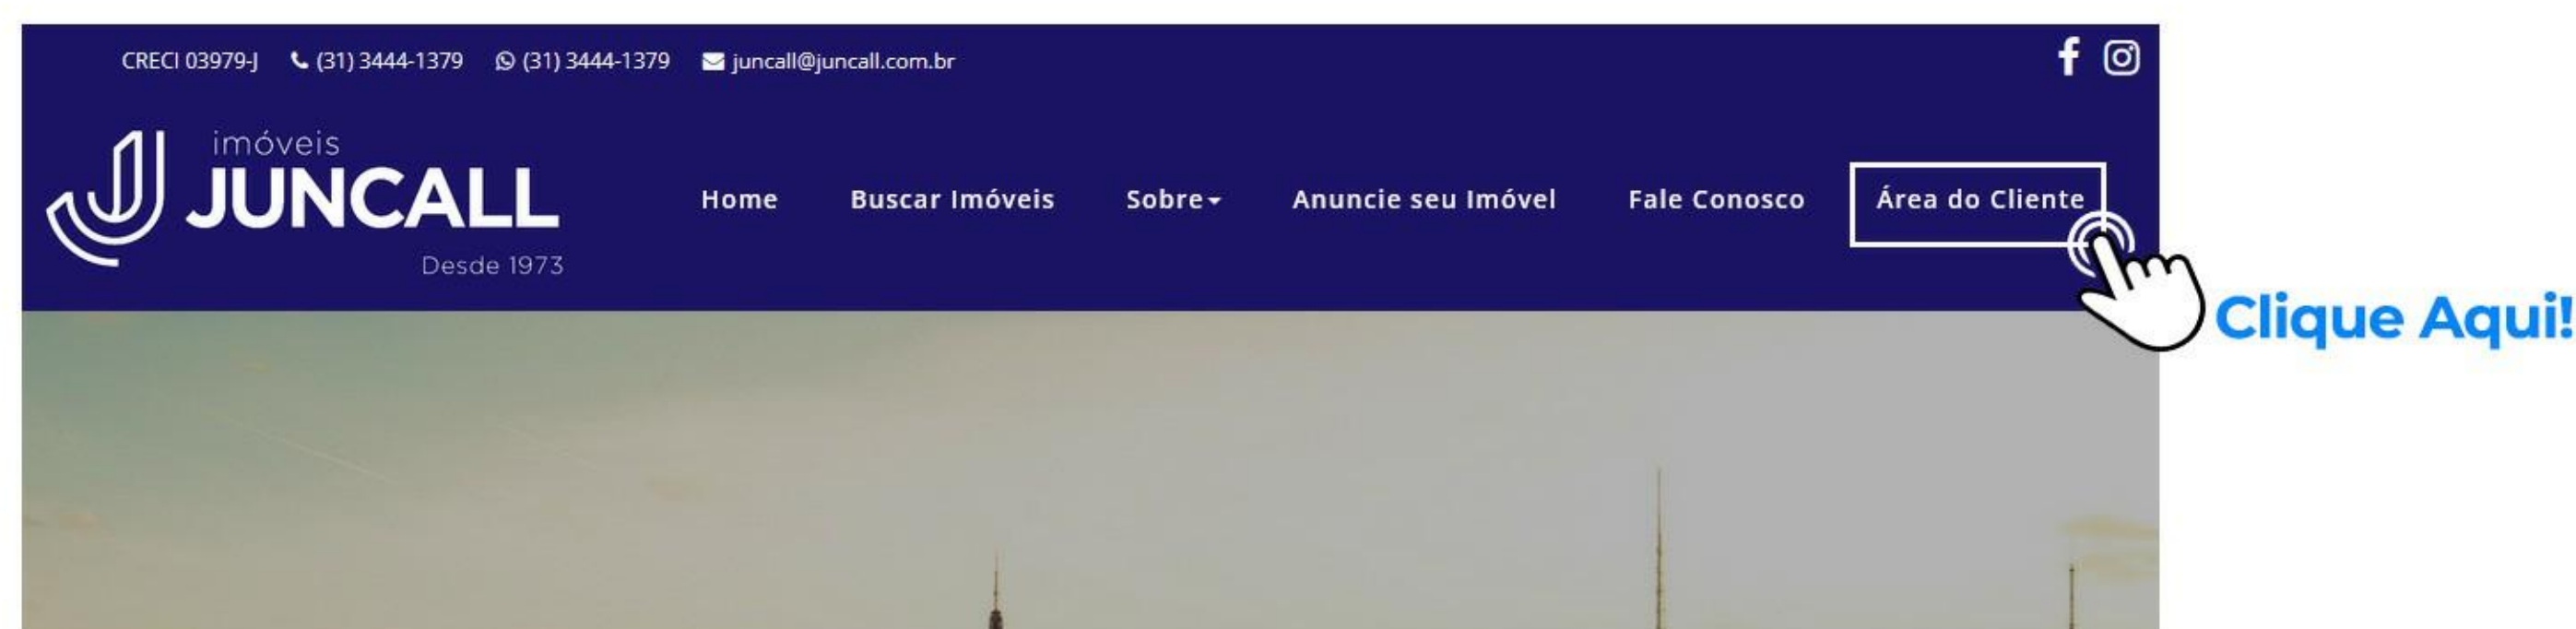 CRECI 03979-J (31) 3444-1379 (31) 3444-1379 juncall@juncall.com.br
imóveis
JUNCALL
Desde 1973
Home Buscar Imóveis Sobre Anuncie seu Imóvel Fale Conosco Área do Cliente
Clique Aqui!